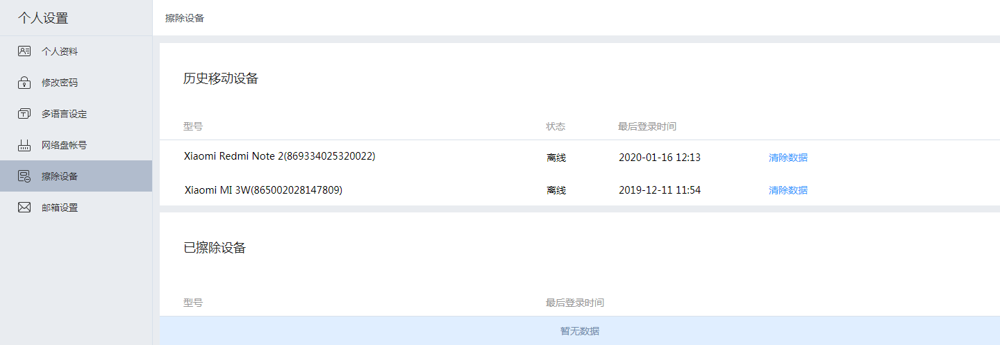 个人设置
个人资料
修改密码
多语言设定
网络盘帐号
擦除设备
邮箱设置
擦除设备
历史移动设备
型号 状态 最后登录时间
Xiaomi Redmi Note 2(869334025320022) 离线 2020-01-16 12:13 清除数据
Xiaomi MI 3W(865002028147809) 离线 2019-12-11 11:54 清除数据
已擦除设备
型号 最后登录时间
暂无数据